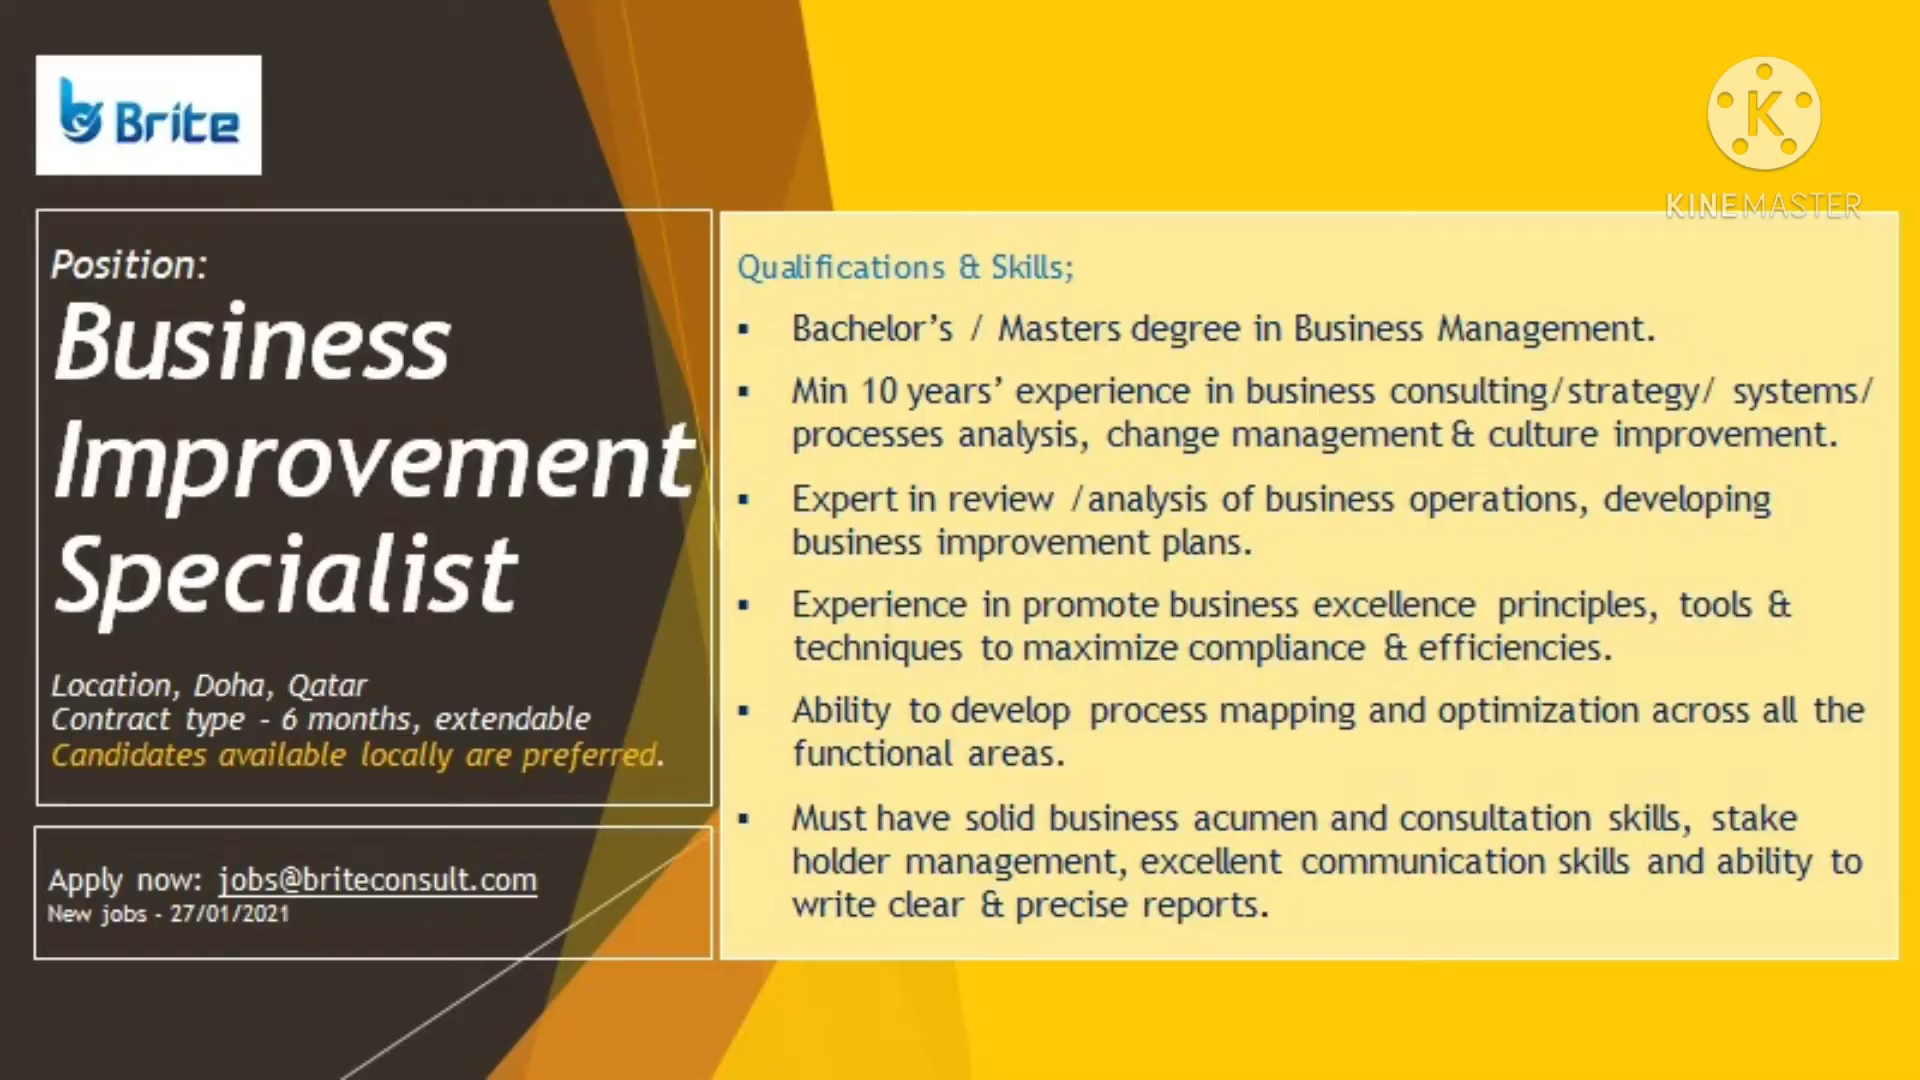 Brite
K
KINEMASTER
Position:
Business
Improvement
Specialist
Location, Doha, Qatar
Contract type - 6 months, extendable
Candidates available locally are preferred.
Apply now: jobs@briteconsult.com
New jobs - 27/01/2021
Qualifications & Skills;
▪ Bachelor’s / Masters degree in Business Management.
▪ Min 10 years’ experience in business consulting/strategy/ systems/
processes analysis, change management & culture improvement.
▪ Expert in review /analysis of business operations, developing
business improvement plans.
▪ Experience in promote business excellence principles, tools &
techniques to maximize compliance & efficiencies.
▪ Ability to develop process mapping and optimization across all the
functional areas.
▪ Must have solid business acumen and consultation skills, stake
holder management, excellent communication skills and ability to
write clear & precise reports.